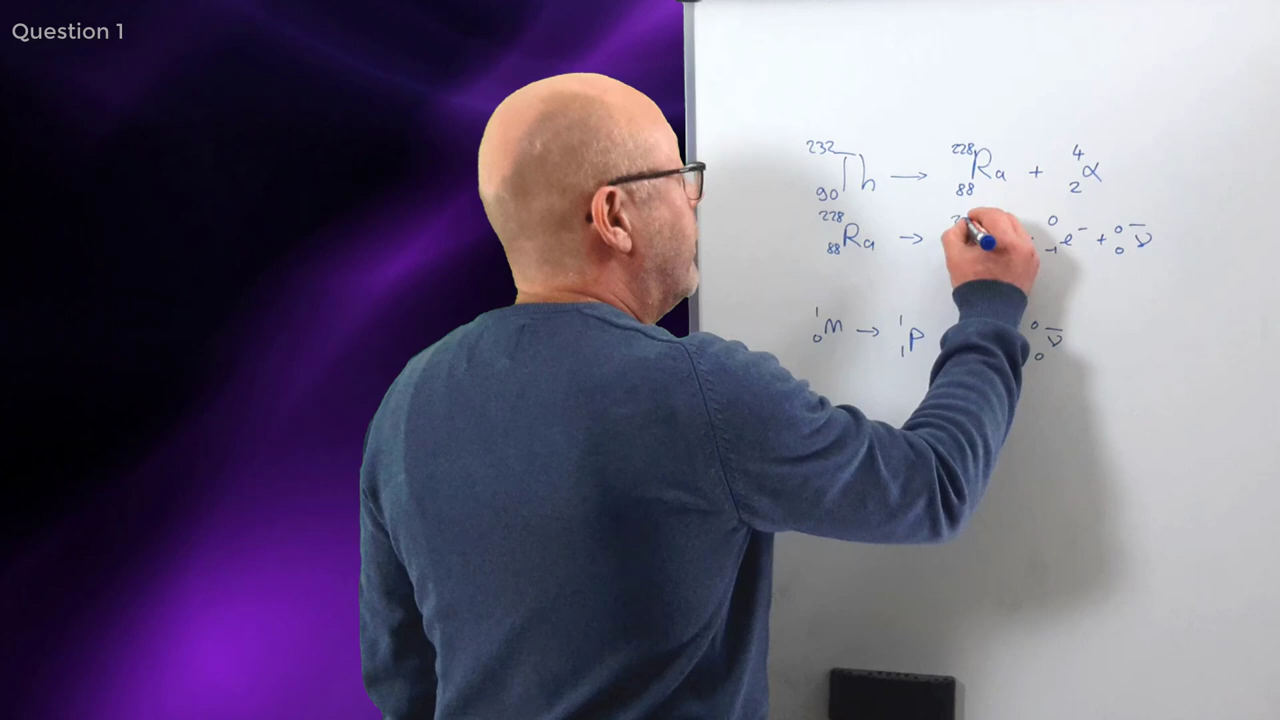 Question 1
²³²₉₀Th → ²²⁸₈₈Ra + ⁴₂α
²²⁸₈₈Ra → ⁰₋₁e⁻ + ⁰₀ν̅
¹₀n → ¹₁p ⁰₀ν̅